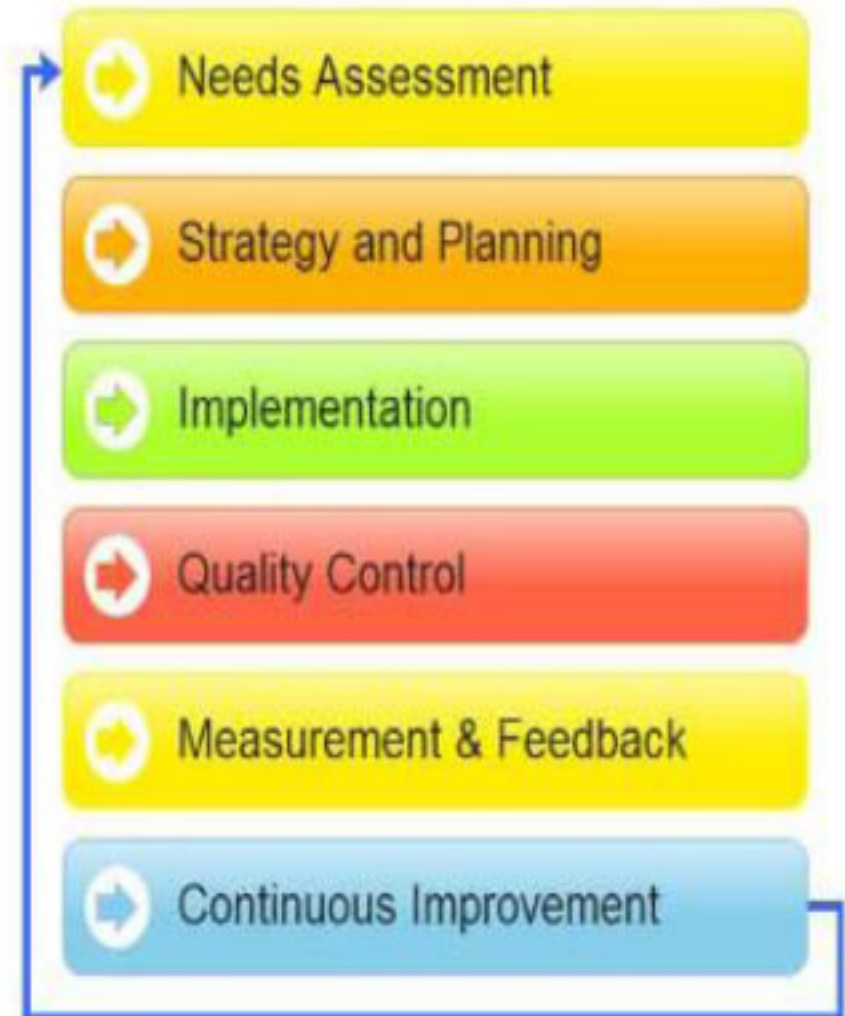 Needs Assessment
Strategy and Planning
Implementation
Quality Control
Measurement & Feedback
Continuous Improvement